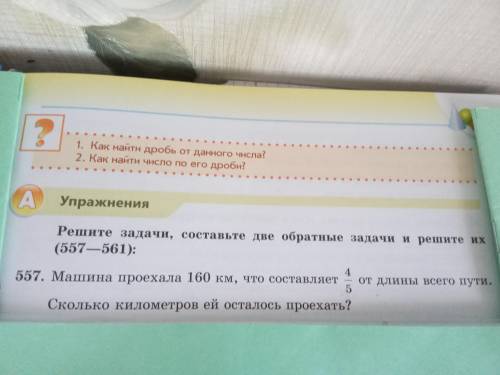 ?
1. Как найти дробь от данного числа?
2. Как найти число по его дроби?
А Упражнения
Решите задачи, составьте две обратные задачи и решите их
(557—561):
557. Машина проехала 160 км, что составляет 4/5 от длины всего пути.
Сколько километров ей осталось проехать?